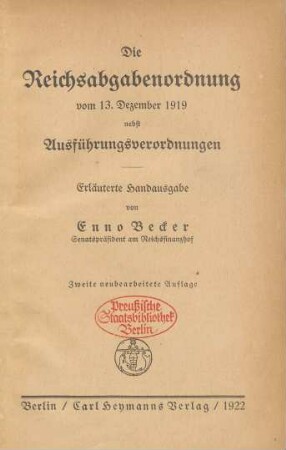 Die
Reichsabgabenordnung
vom 13. Dezember 1919
nebst
Ausführungsverordnungen
Erläuterte Handausgabe
von
Enno Becker
Senatspräsident am Reichsfinanzhof
Zweite neubearbeitete Auflage
Preußische
Staatsbibliothek
Berlin
Berlin / Carl Heymanns Verlag / 1922